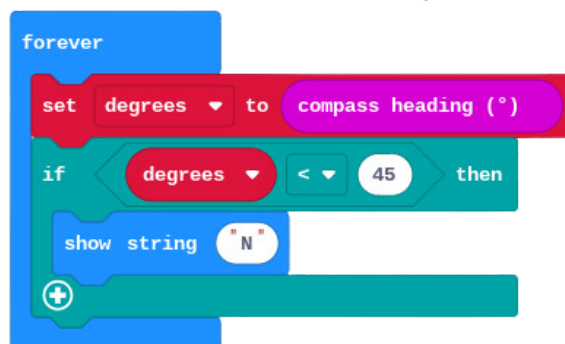 forever
set degrees to compass heading (°)
if degrees < 45 then
show string "N"